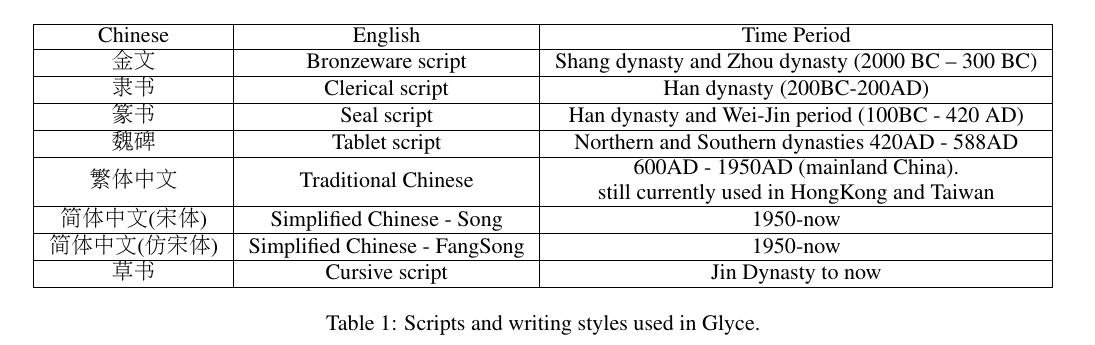 Chinese English Time Period
金文 Bronzeware script Shang dynasty and Zhou dynasty (2000 BC – 300 BC)
隶书 Clerical script Han dynasty (200BC-200AD)
篆书 Seal script Han dynasty and Wei-Jin period (100BC - 420 AD)
魏碑 Tablet script Northern and Southern dynasties 420AD - 588AD
繁体中文 Traditional Chinese 600AD - 1950AD (mainland China).
still currently used in HongKong and Taiwan
简体中文(宋体) Simplified Chinese - Song 1950-now
简体中文(仿宋体) Simplified Chinese - FangSong 1950-now
草书 Cursive script Jin Dynasty to now
Table 1: Scripts and writing styles used in Glyce.